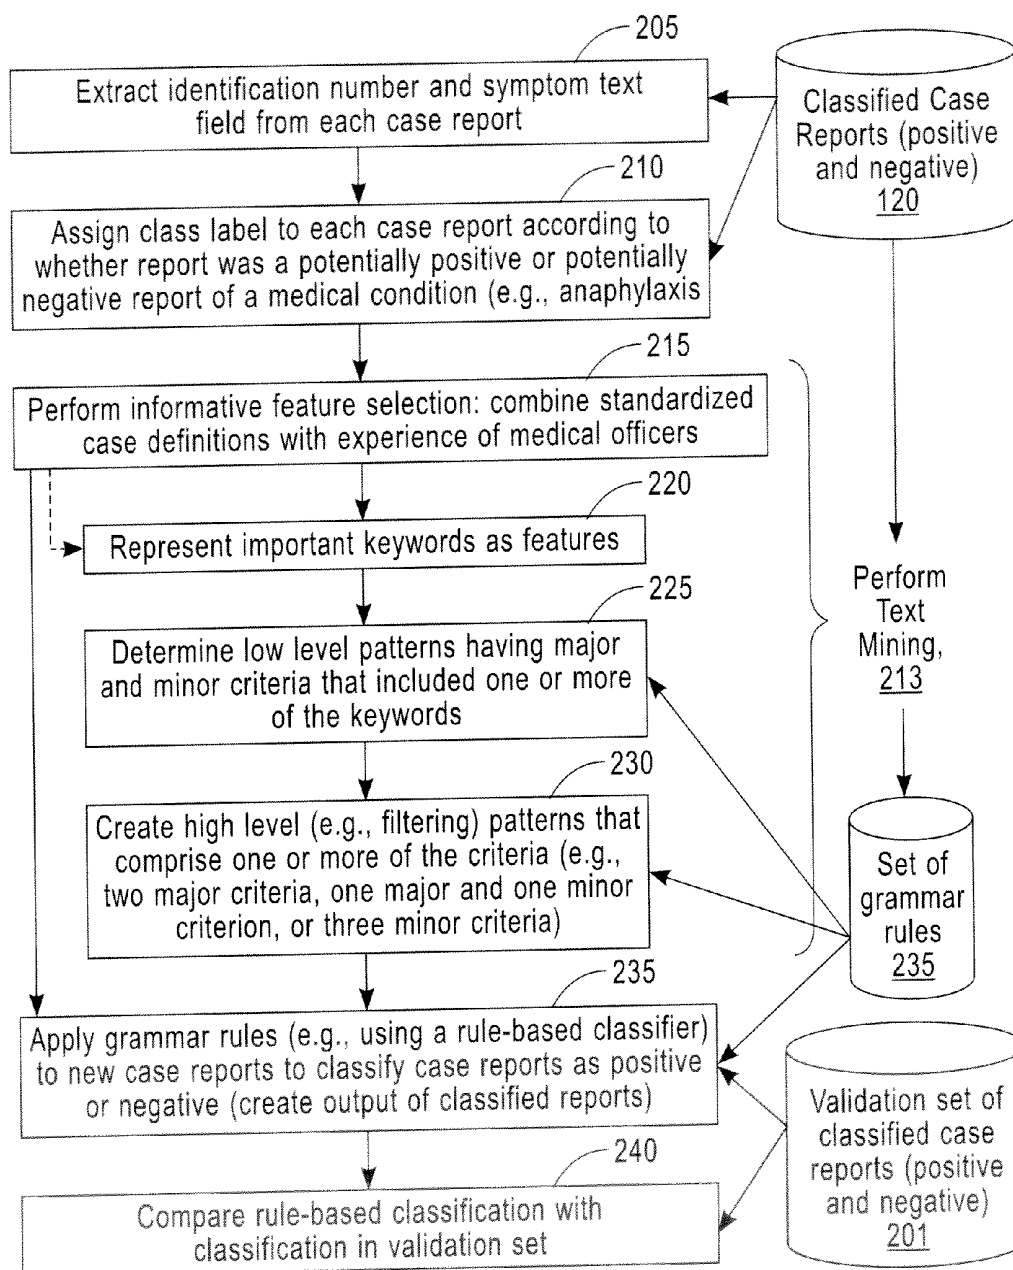 205
Extract identification number and symptom text
field from each case report
Classified Case
Reports (positive
and negative)
120
210
Assign class label to each case report according to
whether report was a potentially positive or potentially
negative report of a medical condition (e.g., anaphylaxis
215
Perform informative feature selection: combine standardized
case definitions with experience of medical officers
220
Represent important keywords as features
225
Determine low level patterns having major
and minor criteria that included one or more
of the keywords
Perform
Text
Mining,
213
230
Create high level (e.g., filtering) patterns that
comprise one or more of the criteria (e.g.,
two major criteria, one major and one minor
criterion, or three minor criteria)
Set of
grammar
rules
235
235
Apply grammar rules (e.g., using a rule-based classifier)
to new case reports to classify case reports as positive
or negative (create output of classified reports)
Validation set of
classified case
reports (positive
and negative)
201
240
Compare rule-based classification with
classification in validation set